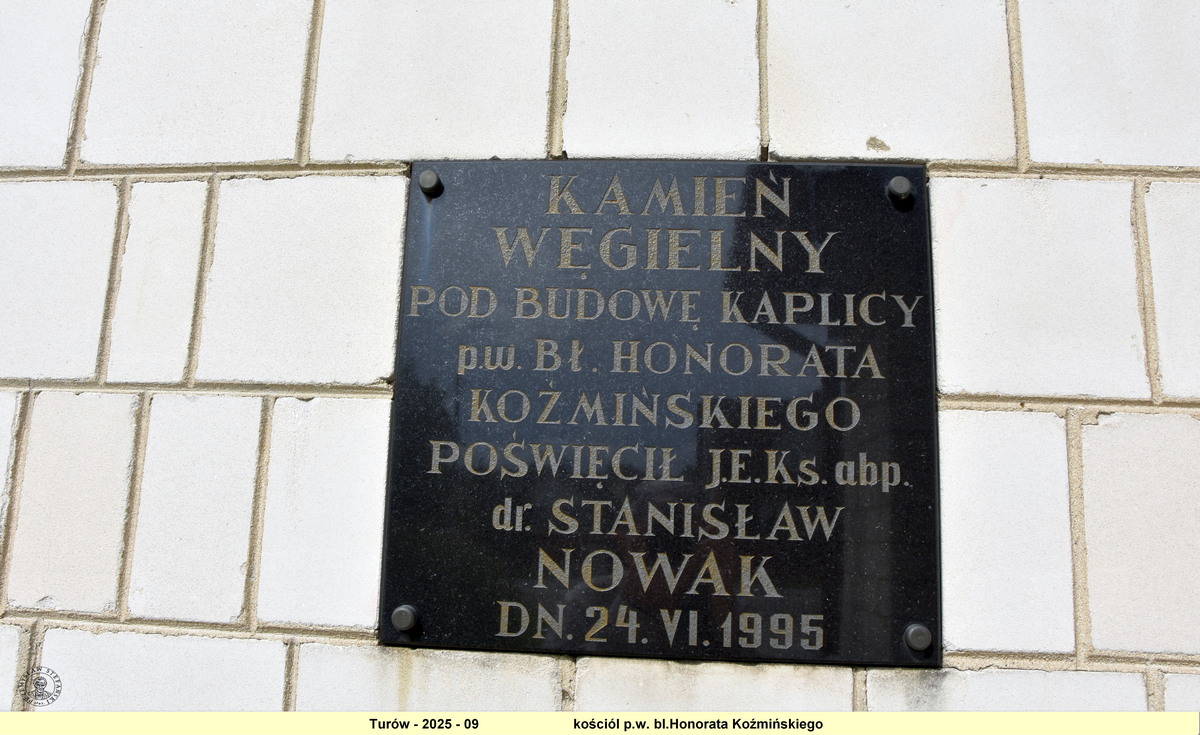 KAMIEŃ
WĘGIELNY
POD BUDOWĘ KAPLICY
p.w. BŁ. HONORATA
KOŹMIŃSKIEGO
POŚWIĘCIŁ J.E.Ks. abp.
dr. STANISŁAW
NOWAK
DN. 24. VI. 1995
Turów - 2025 - 09 kościól p.w. bl.Honorata Koźmińskiego